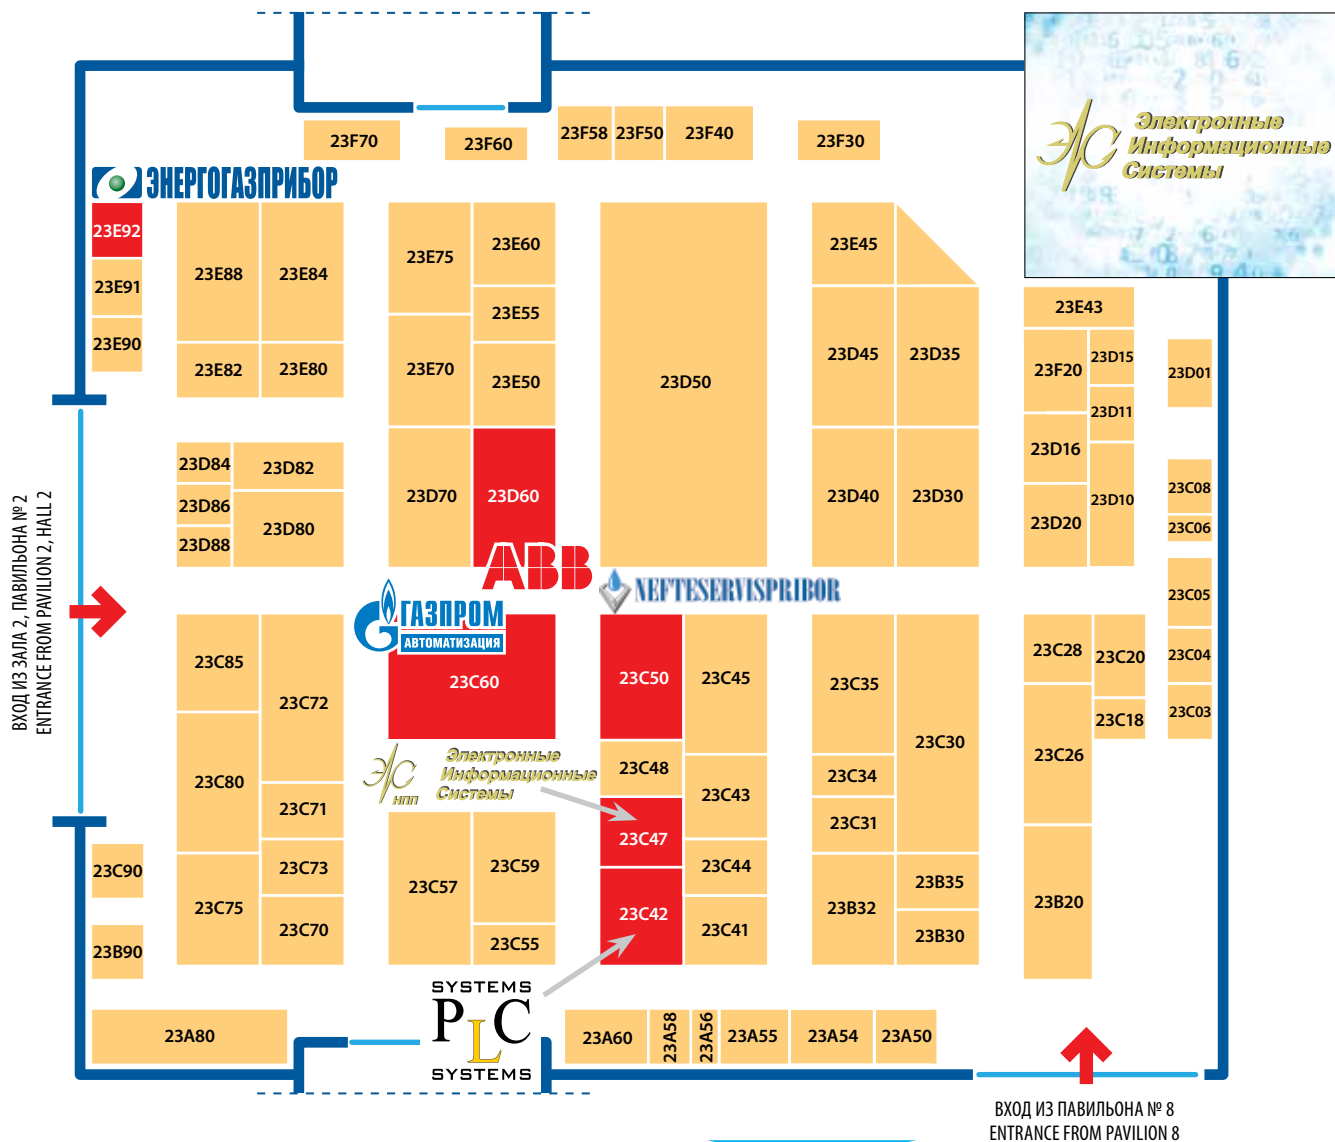 Электронные
Информационные
Системы
23F70
23F60
23F58
23F50
23F40
23F30
ЭНЕРГОГАЗПРИБОР
23E92
23E91
23E90
23E88
23E84
23E82
23E80
23E75
23E60
23E55
23E70
23E50
23D50
23E45
23D45
23D35
23E43
23F20
23D15
23D11
23D01
23D16
23D10
23D20
23C08
23C06
23D84
23D82
23D86
23D80
23D88
23D70
23D60
23D40
23D30
ABB
NEFTESERVISPRIBOR
ГАЗПРОМ
АВТОМАТИЗАЦИЯ
ВХОД ИЗ ЗАЛА 2, ПАВИЛЬОНА № 2
ENTRANCE FROM PAVILION 2, HALL 2
23C85
23C72
23C80
23C71
23C73
23C75
23C70
23C60
23C50
23C45
23C48
23C43
23C47
23C44
23C42
23C41
23C35
23C30
23C34
23C31
23B35
23B32
23B30
23C28
23C20
23C18
23C26
23B20
23C05
23C04
23C03
ЭИС
НПП
Электронные
Информационные
Системы
23C57
23C59
23C55
23C90
23B90
23A80
SYSTEMS
PLC
SYSTEMS
23A60
23A58
23A56
23A55
23A54
23A50
ВХОД ИЗ ПАВИЛЬОНА № 8
ENTRANCE FROM PAVILION 8